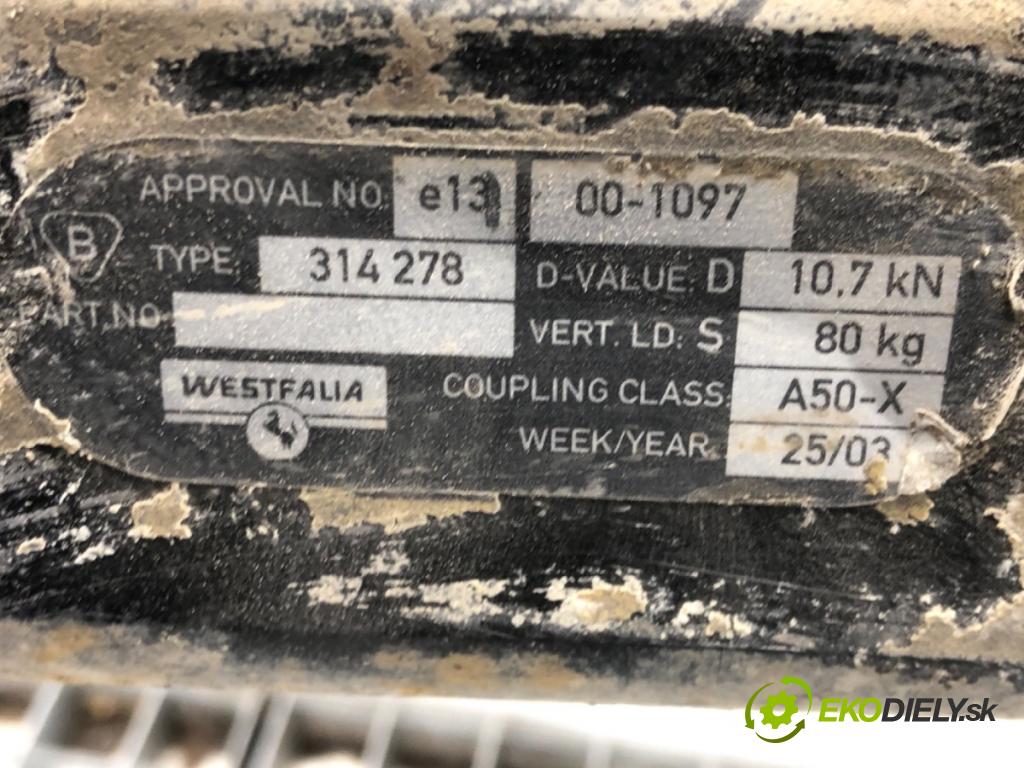 APPROVAL NO. e13 00-1097
B
TYPE: 314 278 D-VALUE: D 10,7 kN
PART.NO VERT. LD: S 80 kg
WESTFALIA COUPLING CLASS: A50-X
WEEK/YEAR 25/03
EKODIELY.sk